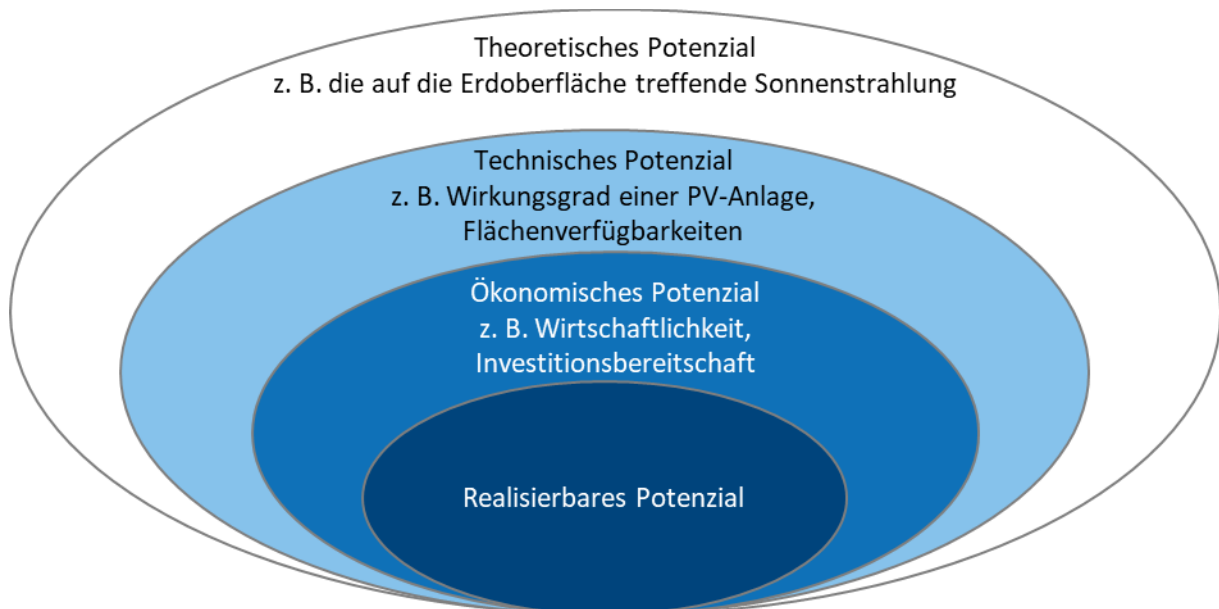 Theoretisches Potenzial
z. B. die auf die Erdoberfläche treffende Sonnenstrahlung
Technisches Potenzial
z. B. Wirkungsgrad einer PV-Anlage,
Flächenverfügbarkeiten
Ökonomisches Potenzial
z. B. Wirtschaftlichkeit,
Investitionsbereitschaft
Realisierbares Potenzial